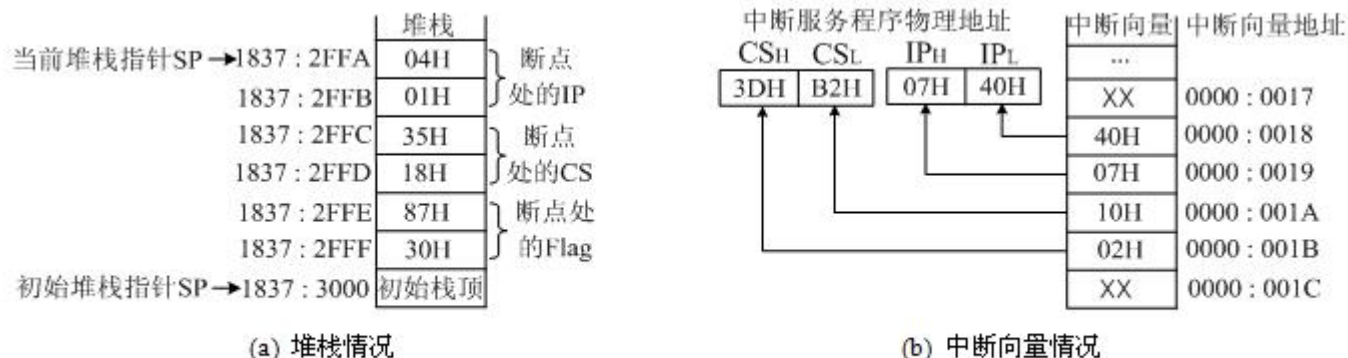 堆栈
当前堆栈指针SP 1837 : 2FFA 04H 断点
1837 : 2FFB 01H 处的IP
1837 : 2FFC 35H 断点
1837 : 2FFD 18H 处的CS
1837 : 2FFE 87H 断点处
1837 : 2FFF 30H 的Flag
初始堆栈指针SP 1837 : 3000 初始栈顶
(a) 堆栈情况
中断服务程序物理地址 中断向量 中断向量地址
CSH CSL IPH IPL ...
3DH B2H 07H 40H
XX 0000 : 0017
40H 0000 : 0018
07H 0000 : 0019
10H 0000 : 001A
02H 0000 : 001B
XX 0000 : 001C
(b) 中断向量情况